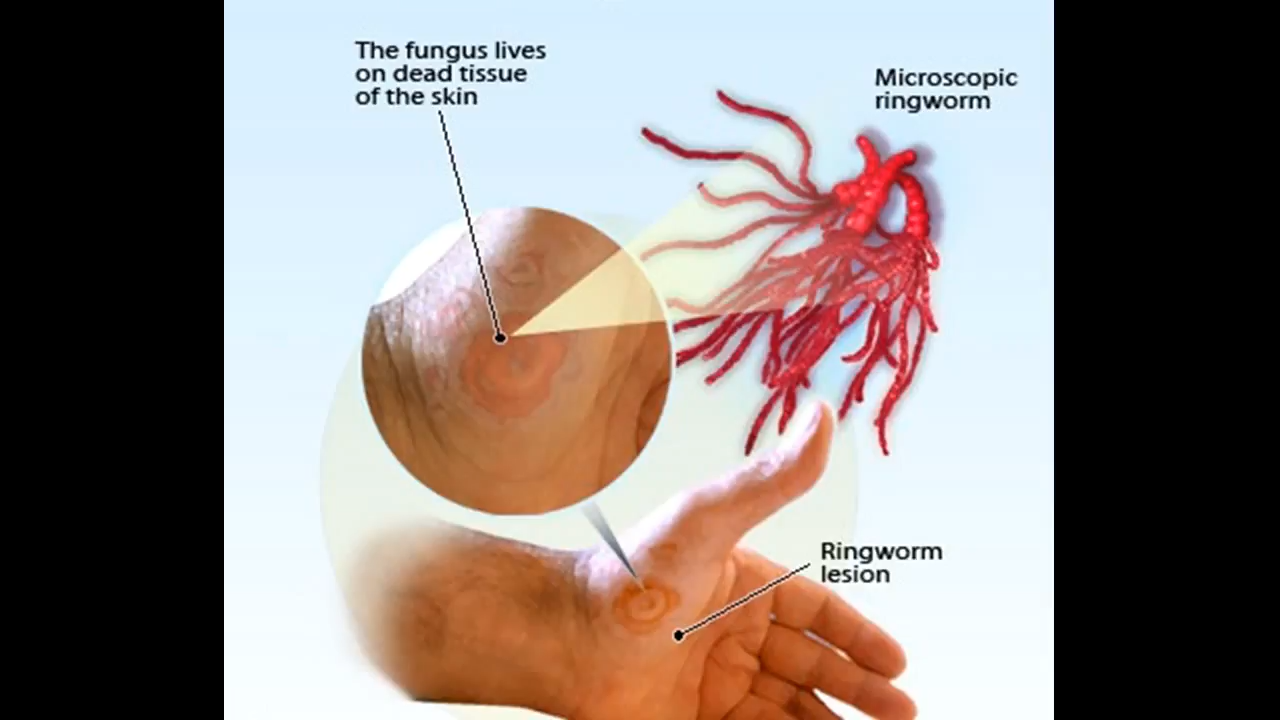 The fungus lives
on dead tissue
of the skin
Microscopic
ringworm
Ringworm
lesion